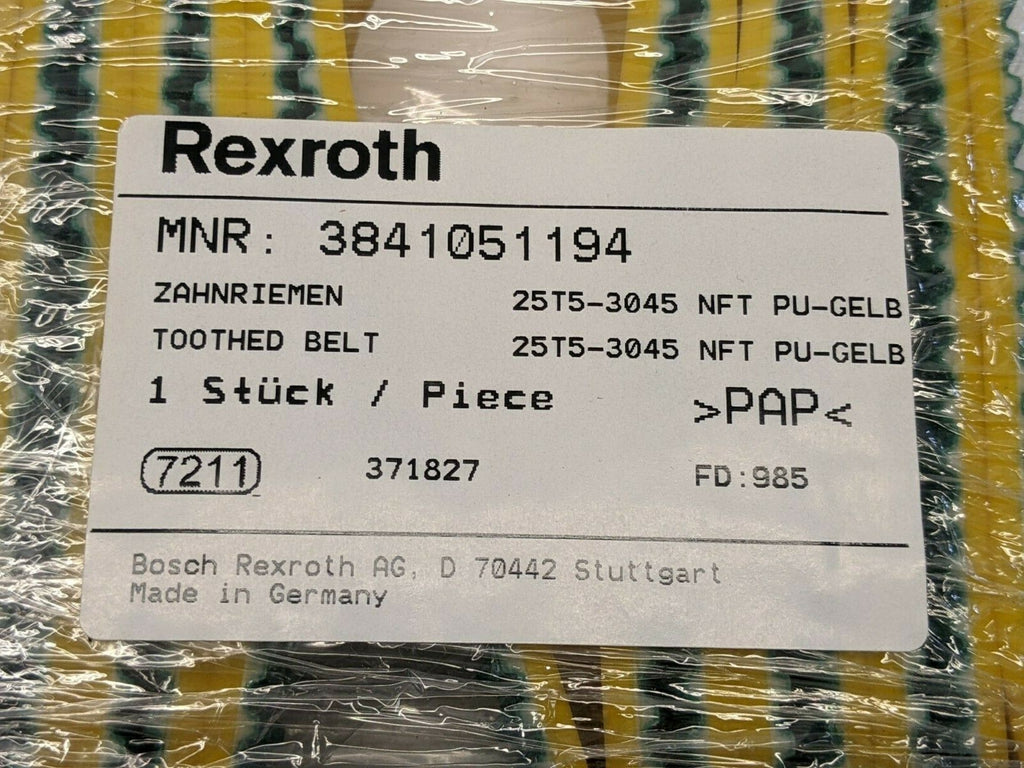 Rexroth
MNR: 3841051194
ZAHNRIEMEN 25T5-3045 NFT PU-GELB
TOOTHED BELT 25T5-3045 NFT PU-GELB
1 Stück / Piece >PAP<
7211 371827 FD:985
Bosch Rexroth AG, D 70442 Stuttgart
Made in Germany